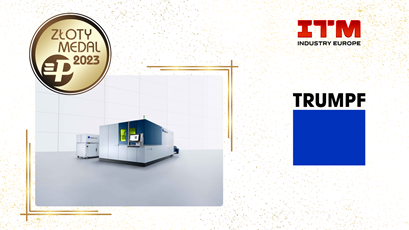 ZŁOTY
MEDAL
2023
ITM
INDUSTRY EUROPE
TRUMPF